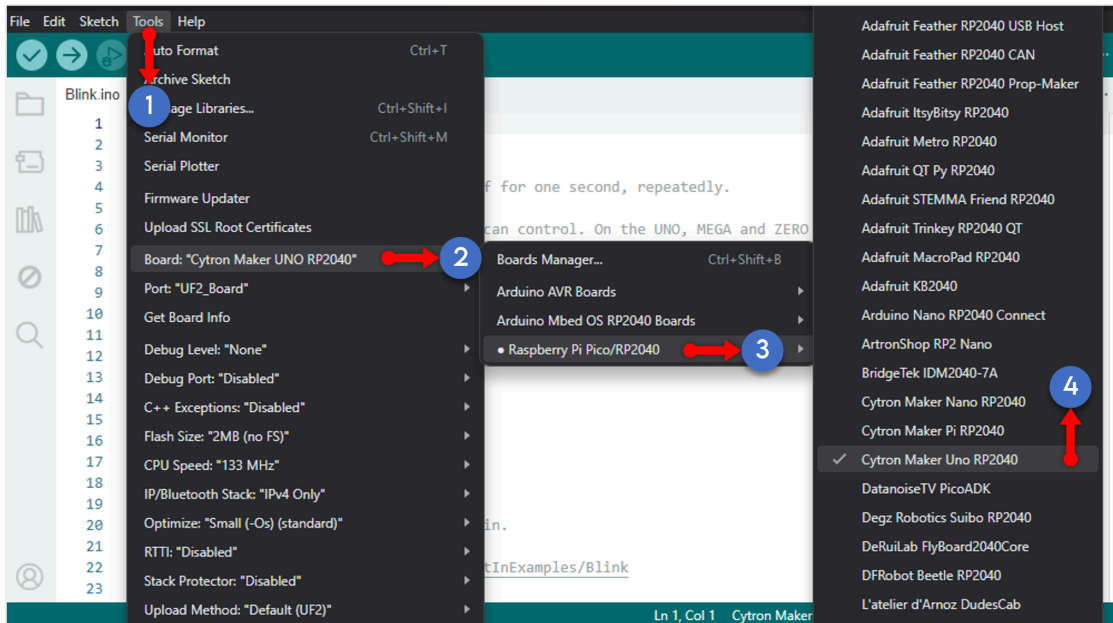 File Edit Sketch Tools Help
Auto Format Ctrl+T
Archive Sketch
1
age Libraries... Ctrl+Shift+I
Serial Monitor Ctrl+Shift+M
Serial Plotter
Firmware Updater
Upload SSL Root Certificates
Board: "Cytron Maker UNO RP2040"
2
Port: "UF2_Board"
Get Board Info
Debug Level: "None"
Debug Port: "Disabled"
C++ Exceptions: "Disabled"
Flash Size: "2MB (no FS)"
CPU Speed: "133 MHz"
IP/Bluetooth Stack: "IPv4 Only"
Optimize: "Small (-Os) (standard)"
RTTI: "Disabled"
Stack Protector: "Disabled"
Upload Method: "Default (UF2)"
Boards Manager... Ctrl+Shift+B
Arduino AVR Boards
Arduino Mbed OS RP2040 Boards
● Raspberry Pi Pico/RP2040
3
Adafruit Feather RP2040 USB Host
Adafruit Feather RP2040 CAN
Adafruit Feather RP2040 Prop-Maker
Adafruit ItsyBitsy RP2040
Adafruit Metro RP2040
Adafruit QT Py RP2040
Adafruit STEMMA Friend RP2040
Adafruit Trinkey RP2040 QT
Adafruit MacroPad RP2040
Adafruit KB2040
Arduino Nano RP2040 Connect
ArtronShop RP2 Nano
BridgeTek IDM2040-7A
4
Cytron Maker Nano RP2040
Cytron Maker Pi RP2040
Cytron Maker Uno RP2040
DatanoiseTV PicoADK
Degz Robotics Suibo RP2040
DeRuiLab FlyBoard2040Core
DFRobot Beetle RP2040
L'atelier d'Arnoz DudesCab
Blink.ino
1
2
3
4
f for one second, repeatedly.
5
6
can control. On the UNO, MEGA and ZERO
7
8
9
10
11
12
13
14
15
16
17
18
19
20
in.
21
22
tInExamples/Blink
23
Ln 1, Col 1 Cytron Maker